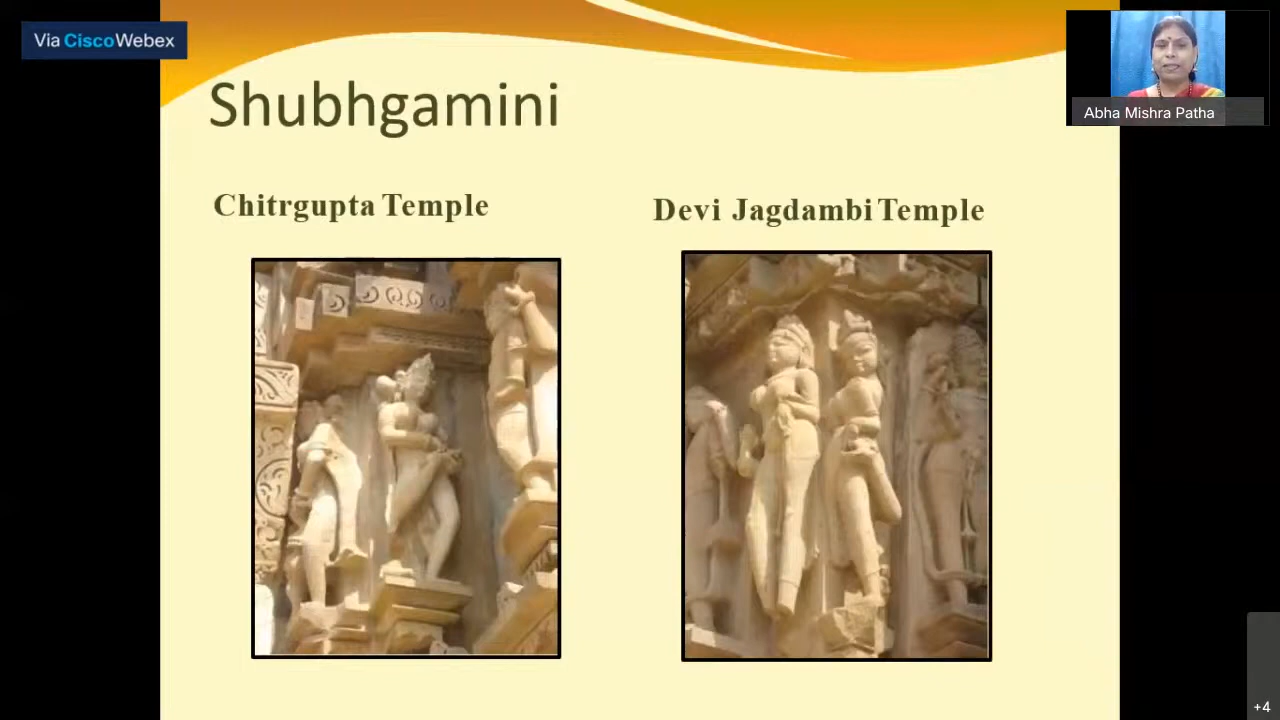 Via CiscoWebex
Abha Mishra Patha
Shubhgamini
Chitrgupta Temple
Devi Jagdambi Temple
+4